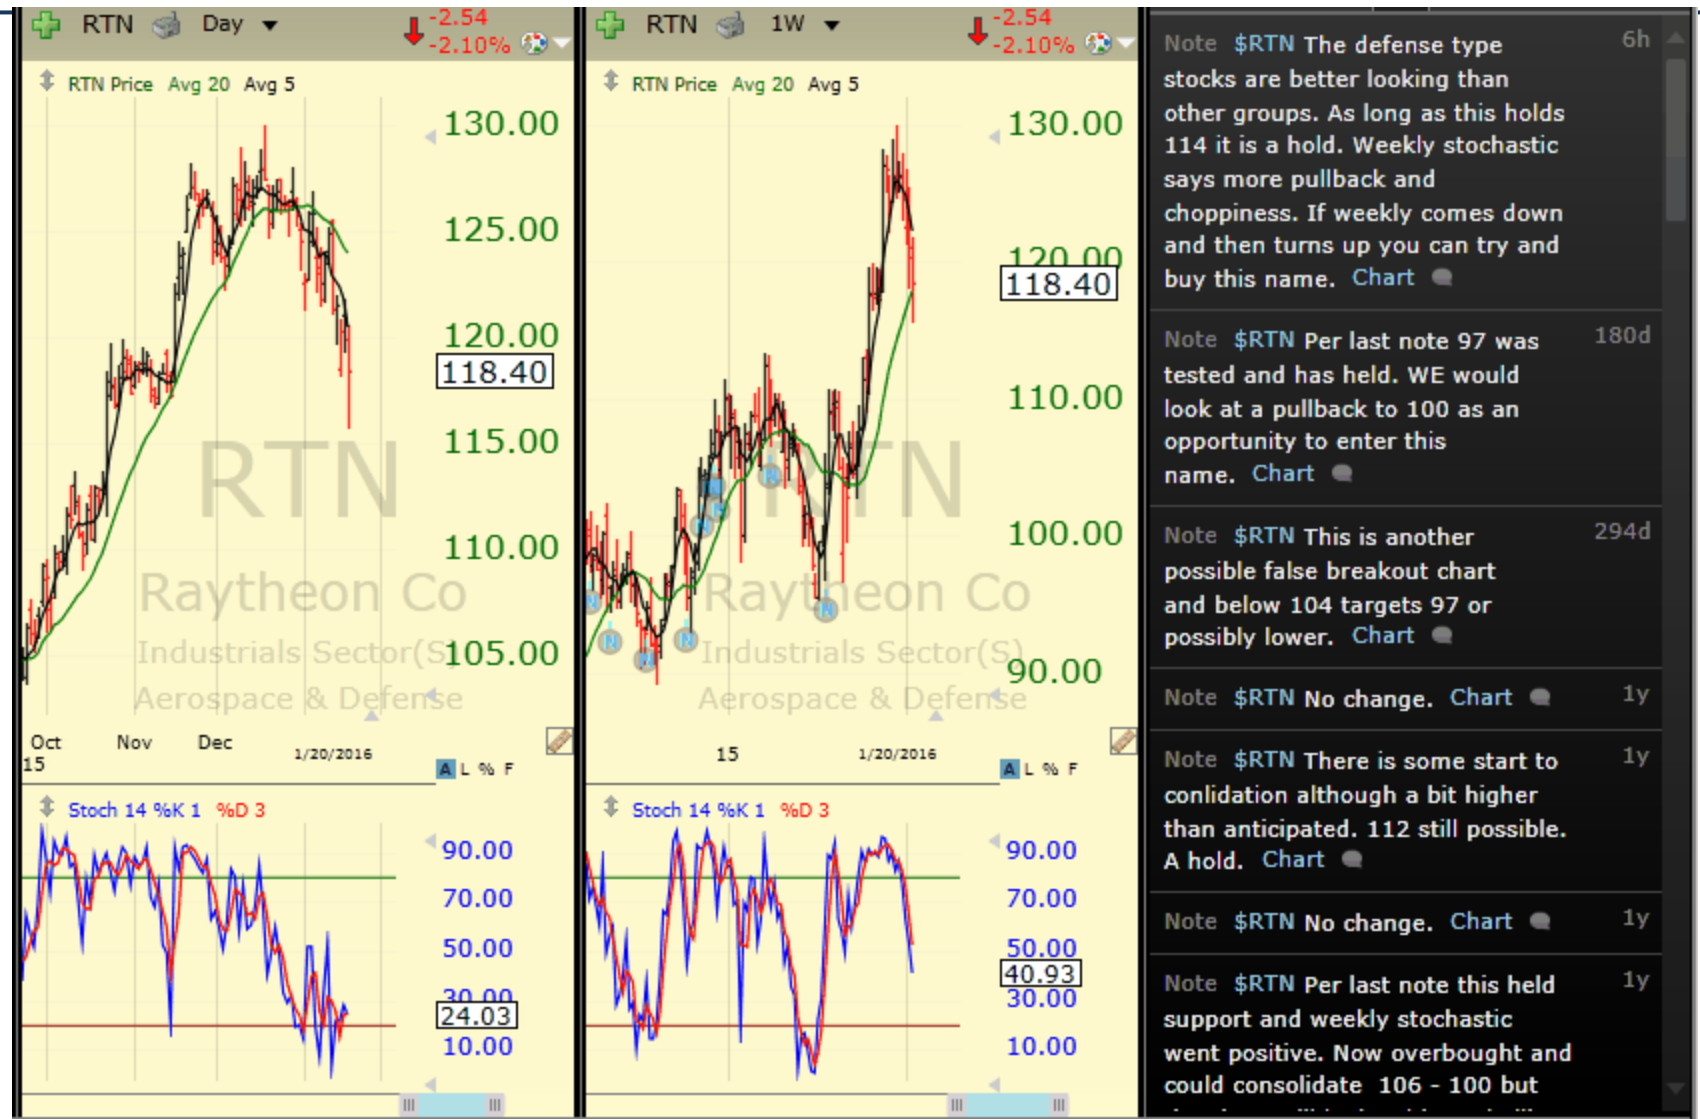 RTN Day -2.54
-2.10%
RTN Price Avg 20 Avg 5
130.00
125.00
120.00
118.40
115.00
110.00
105.00
RTN
Raytheon Co
Industrials Sector(S)
Aerospace & Defense
Oct Nov Dec 1/20/2016
15
A L % F
Stoch 14 %K 1 %D 3
90.00
70.00
50.00
30.00
24.03
10.00
RTN 1W -2.54
-2.10%
RTN Price Avg 20 Avg 5
130.00
120.00
118.40
110.00
100.00
90.00
RTN
Raytheon Co
Industrials Sector(S)
Aerospace & Defense
N
N
N
N
N
N
N
N
N
15 1/20/2016
A L % F
Stoch 14 %K 1 %D 3
90.00
70.00
50.00
40.93
30.00
10.00
Note $RTN The defense type 6h
stocks are better looking than
other groups. As long as this holds
114 it is a hold. Weekly stochastic
says more pullback and
choppiness. If weekly comes down
and then turns up you can try and
buy this name. Chart
Note $RTN Per last note 97 was 180d
tested and has held. WE would
look at a pullback to 100 as an
opportunity to enter this
name. Chart
Note $RTN This is another 294d
possible false breakout chart
and below 104 targets 97 or
possibly lower. Chart
Note $RTN No change. Chart 1y
Note $RTN There is some start to 1y
conlidation although a bit higher
than anticipated. 112 still possible.
A hold. Chart
Note $RTN No change. Chart 1y
Note $RTN Per last note this held 1y
support and weekly stochastic
went positive. Now overbought and
could consolidate 106 - 100 but